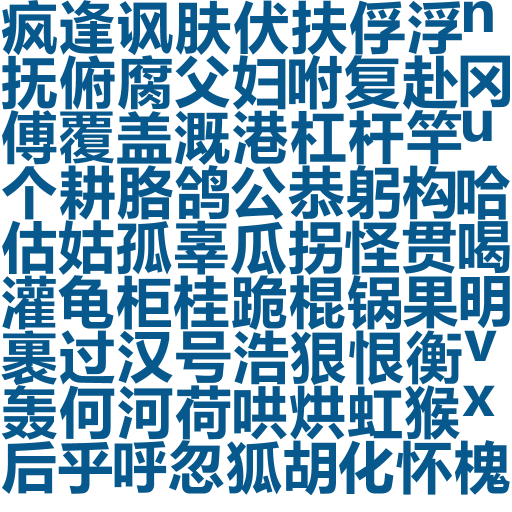 疯逢讽肤伏扶俘浮n
抚俯腐父妇咐复赴冈
傅覆盖溉港杠杆竿u
个耕胳鸽公恭躬构哈
估姑孤辜瓜拐怪贯喝
灌龟柜桂跪棍锅果明
裹过汉号浩狠恨衡v
轰何河荷哄烘虹猴x
后乎呼忽狐胡化怀槐